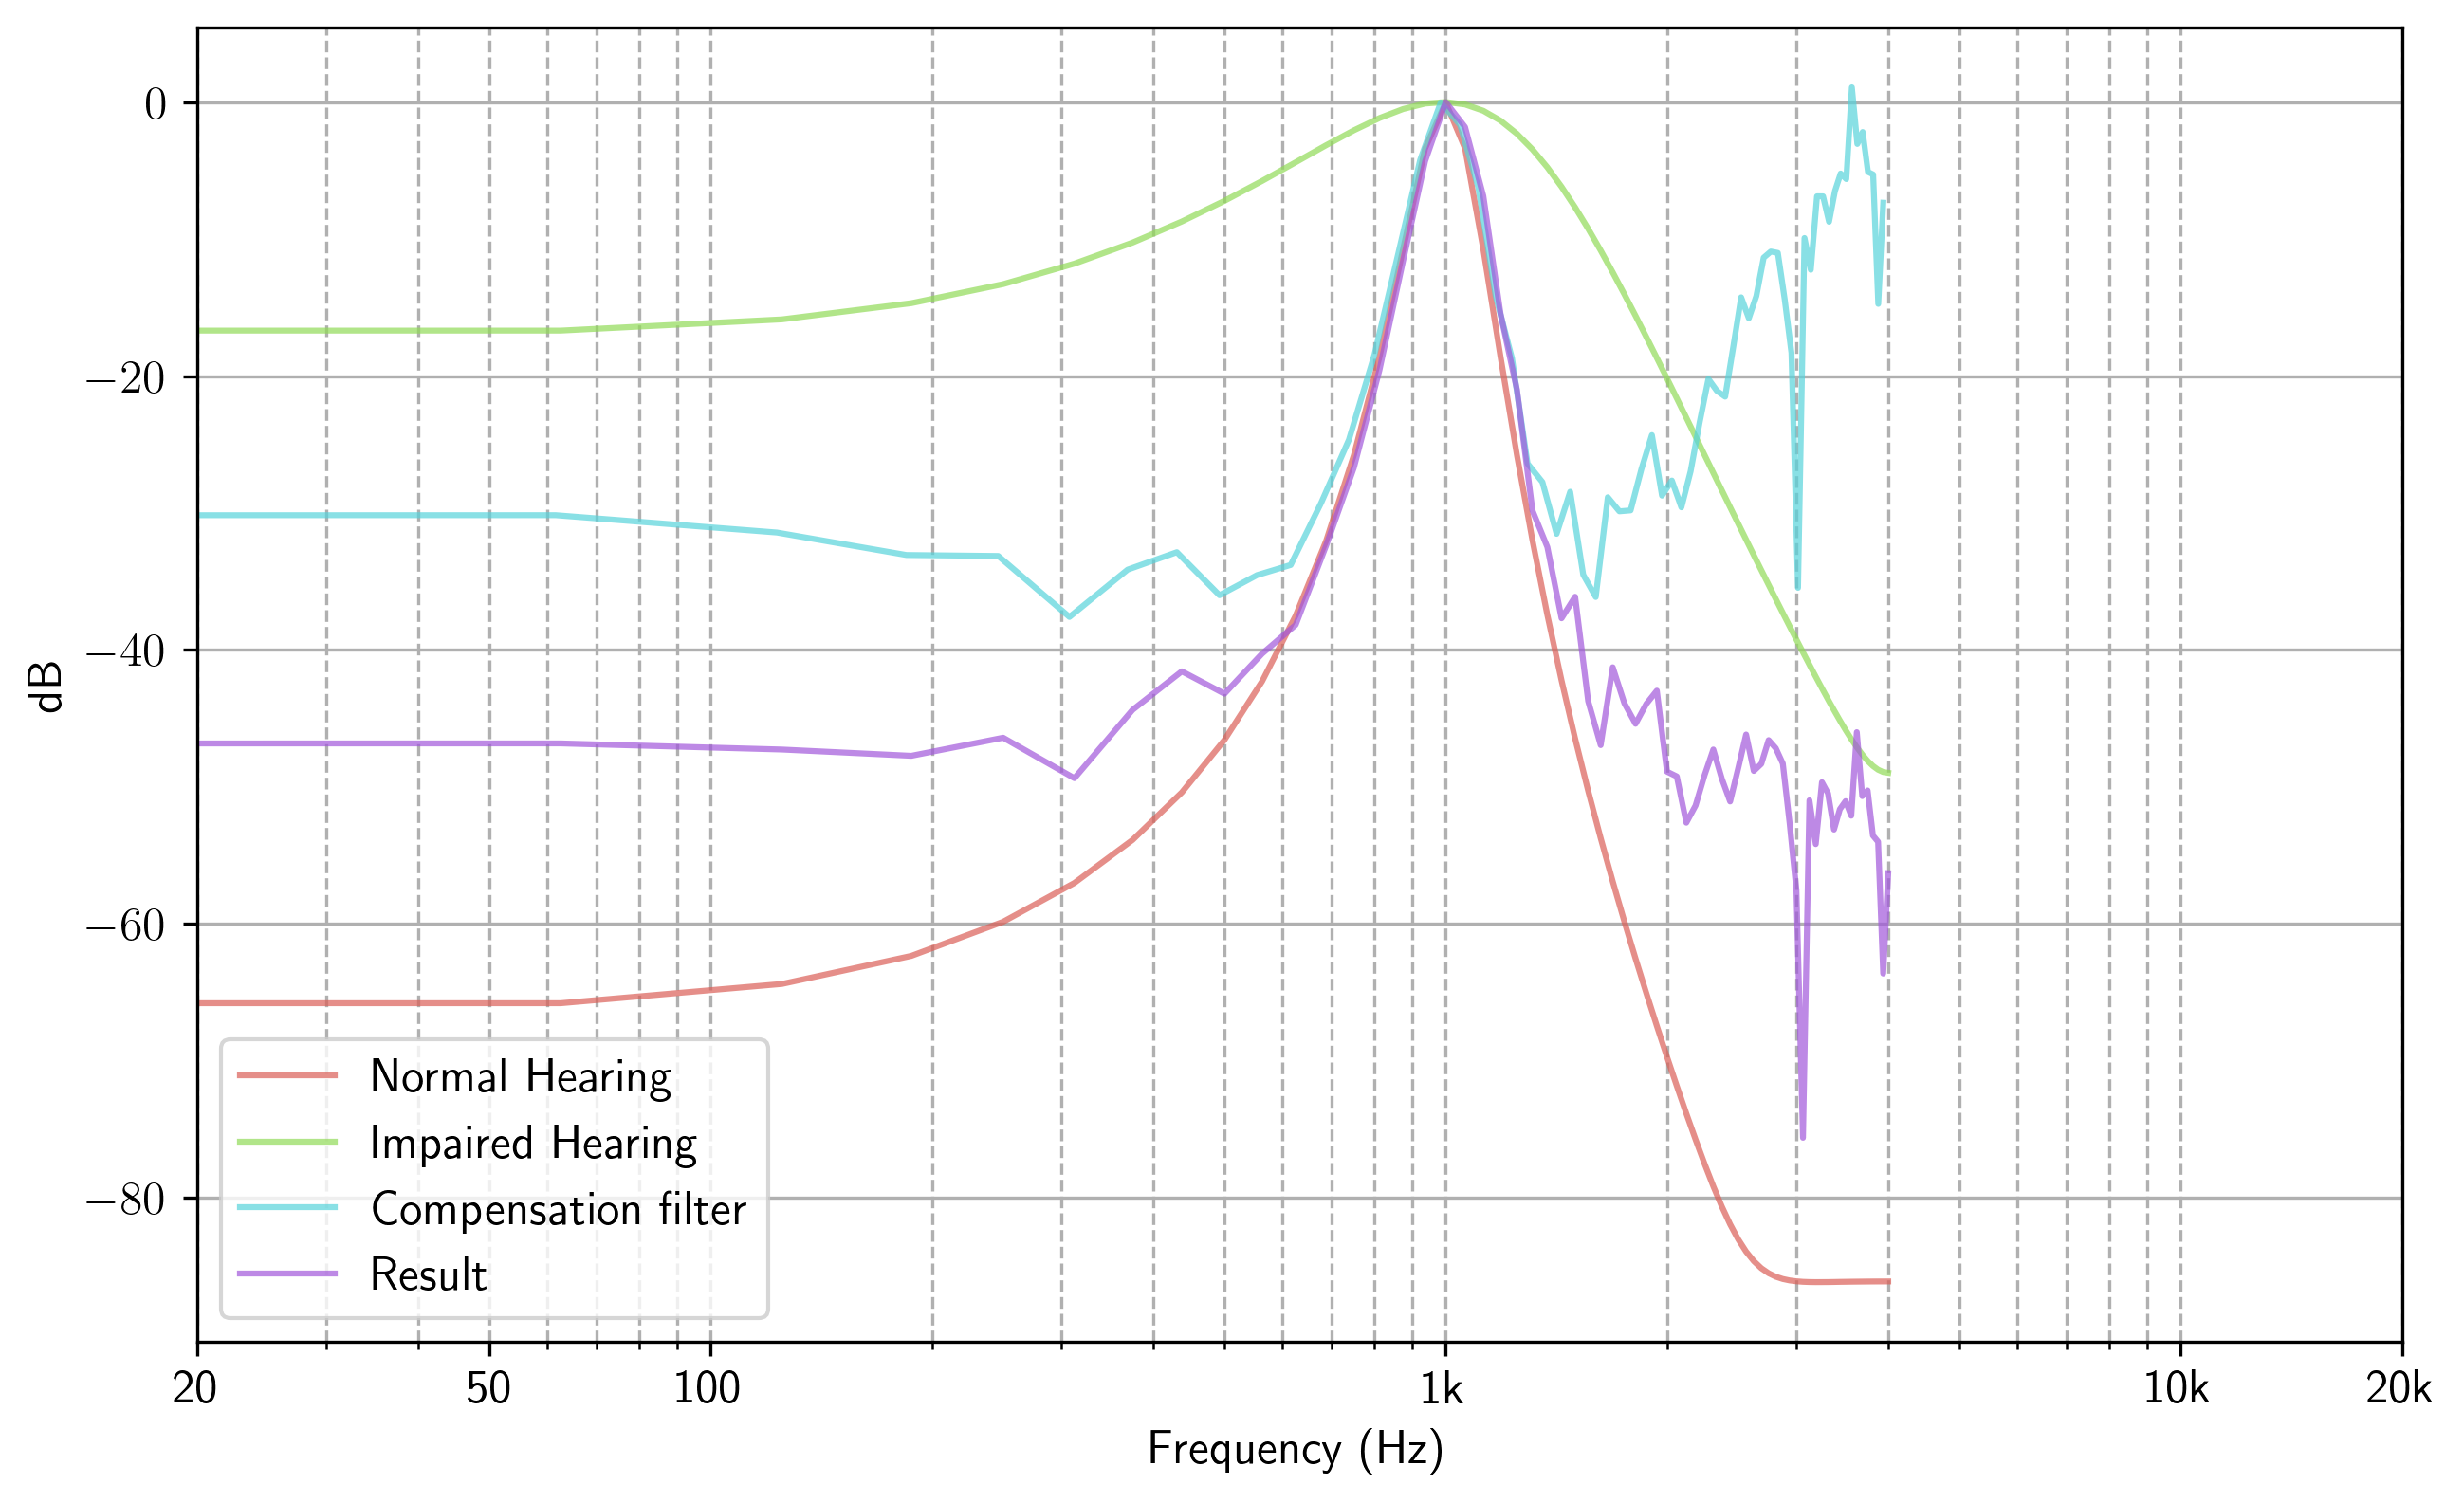 0
−20
−40
−60
−80
dB
Normal Hearing
Impaired Hearing
Compensation filter
Result
20 50 100 1k 10k 20k
Frequency (Hz)